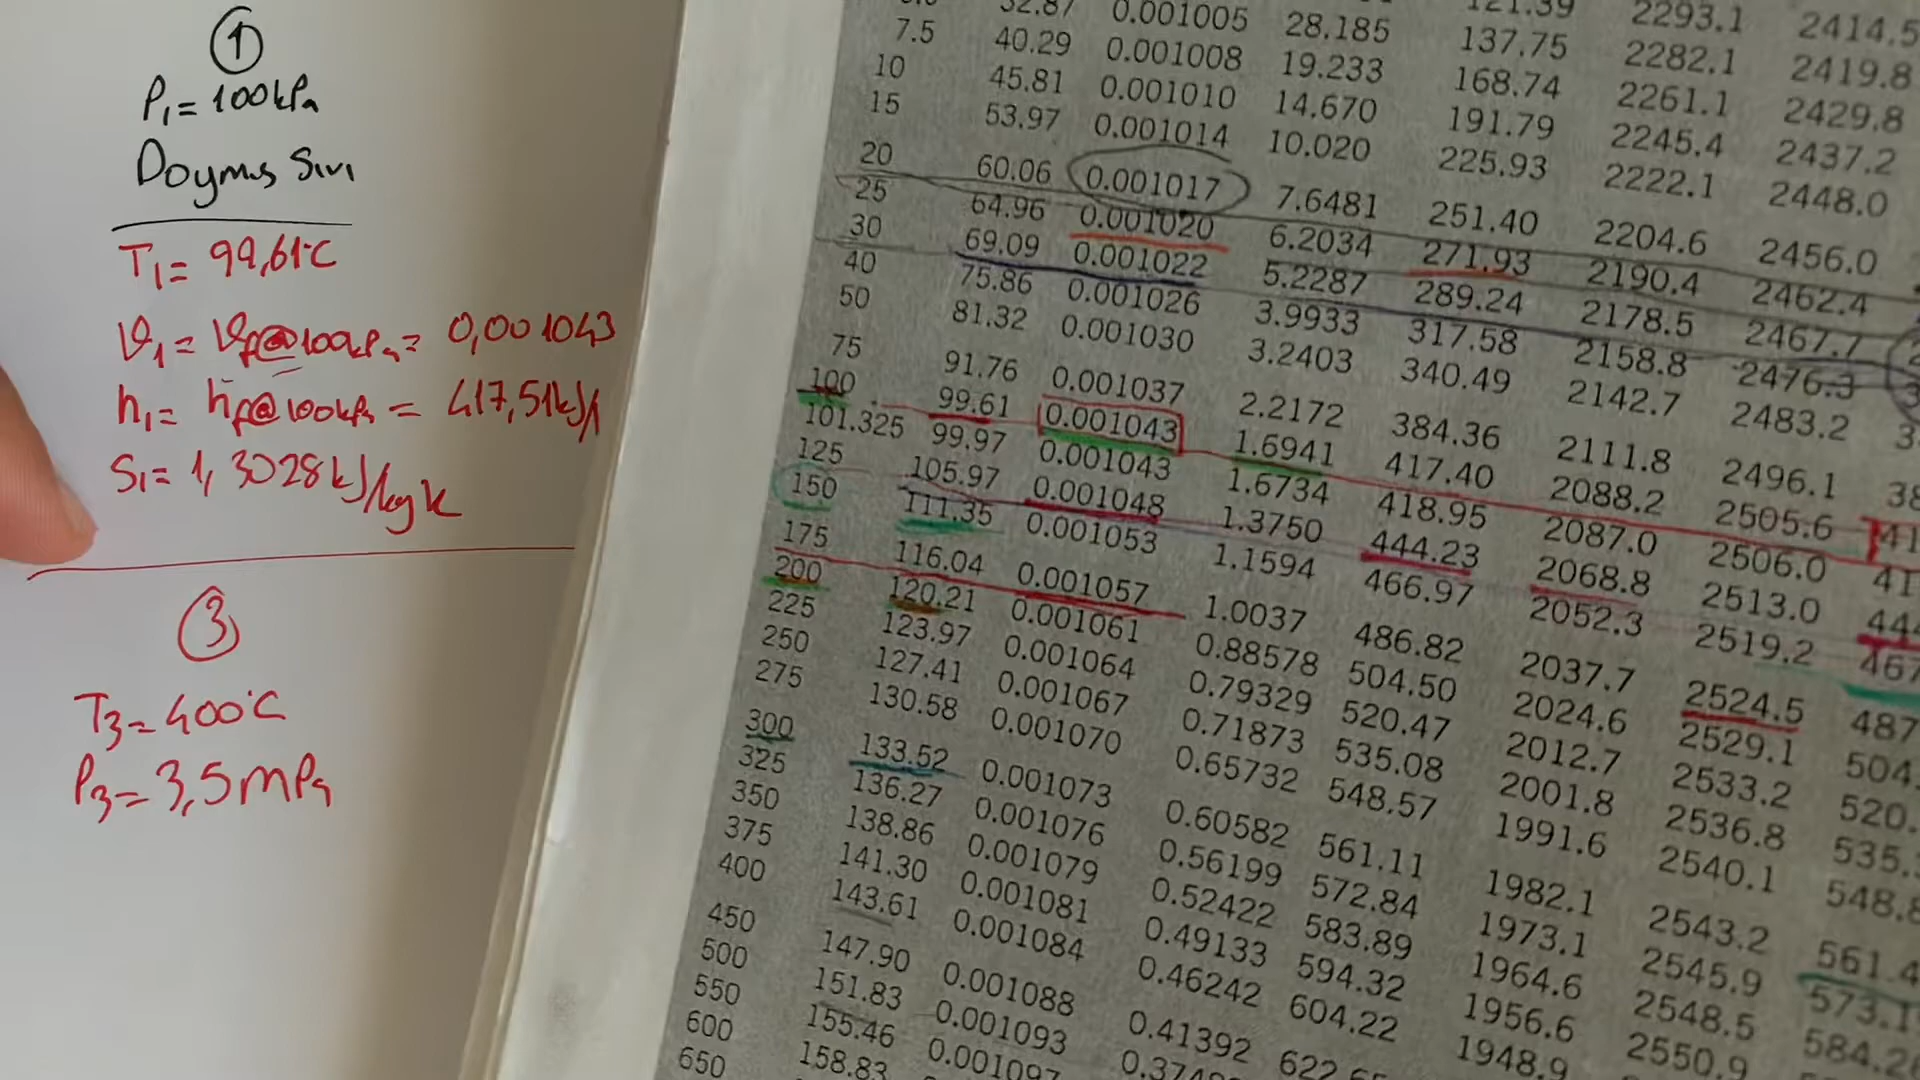 ①
P₁= 100kPa
Doymuş Sıvı
T₁= 99,61°C
ϑ₁= ϑf@100kPa= 0,001043
h₁= hf@100kPa = 417,51kJ/
S₁= 1,3028kJ/kgK
③
T₃=400°C
P₃=3,5mPa
32.87 0.001005 28.185 2293.1 2414.5
7.5 40.29 0.001008 19.233 168.74 2261.1 2429.8
10 45.81 0.001010 14.670 191.79 2245.4 2437.2
15 53.97 0.001014 10.020 225.93 2222.1 2448.0
20 60.06 0.001017 7.6481 251.40 2204.6 2456.0
25 64.96 0.001020 6.2034 271.93 2190.4 2462.4
30 69.09 0.001022 5.2287 289.24 2178.5 2467.7
40 75.86 0.001026 3.9933 317.58 2158.8 2476.3
50 81.32 0.001030 3.2403 340.49 2142.7 2483.2
75 91.76 0.001037 2.2172 384.36 2111.8 2496.1
100 99.61 0.001043 1.6941 417.40 2088.2 2505.6
101.325 99.97 0.001043 1.6734 418.95 2087.0 2506.0
125 105.97 0.001048 1.3750 444.23 2068.8 2513.0
150 111.35 0.001053 1.1594 466.97 2052.3 2519.2
175 116.04 0.001057 1.0037 486.82 2037.7 2524.5
200 120.21 0.001061 0.88578 504.50 2024.6 2529.1
225 123.97 0.001064 0.79329 520.47 2012.7 2533.2
250 127.41 0.001067 0.71873 535.08 2001.8 2536.8
275 130.58 0.001070 0.65732 548.57 1991.6 2540.1
300 133.52 0.001073 0.60582 561.11 1982.1 2543.2
325 136.27 0.001076 0.56199 572.84 1973.1 2545.9
350 138.86 0.001079 0.52422 583.89 1964.6 2548.5
375 141.30 0.001081 0.49133 594.32 1956.6 2550.9
400 143.61 0.001084 0.46242 604.22 1948.9
450 147.90 0.001088 0.41392
500 151.83 0.001093
550 155.46
600 158.83
650